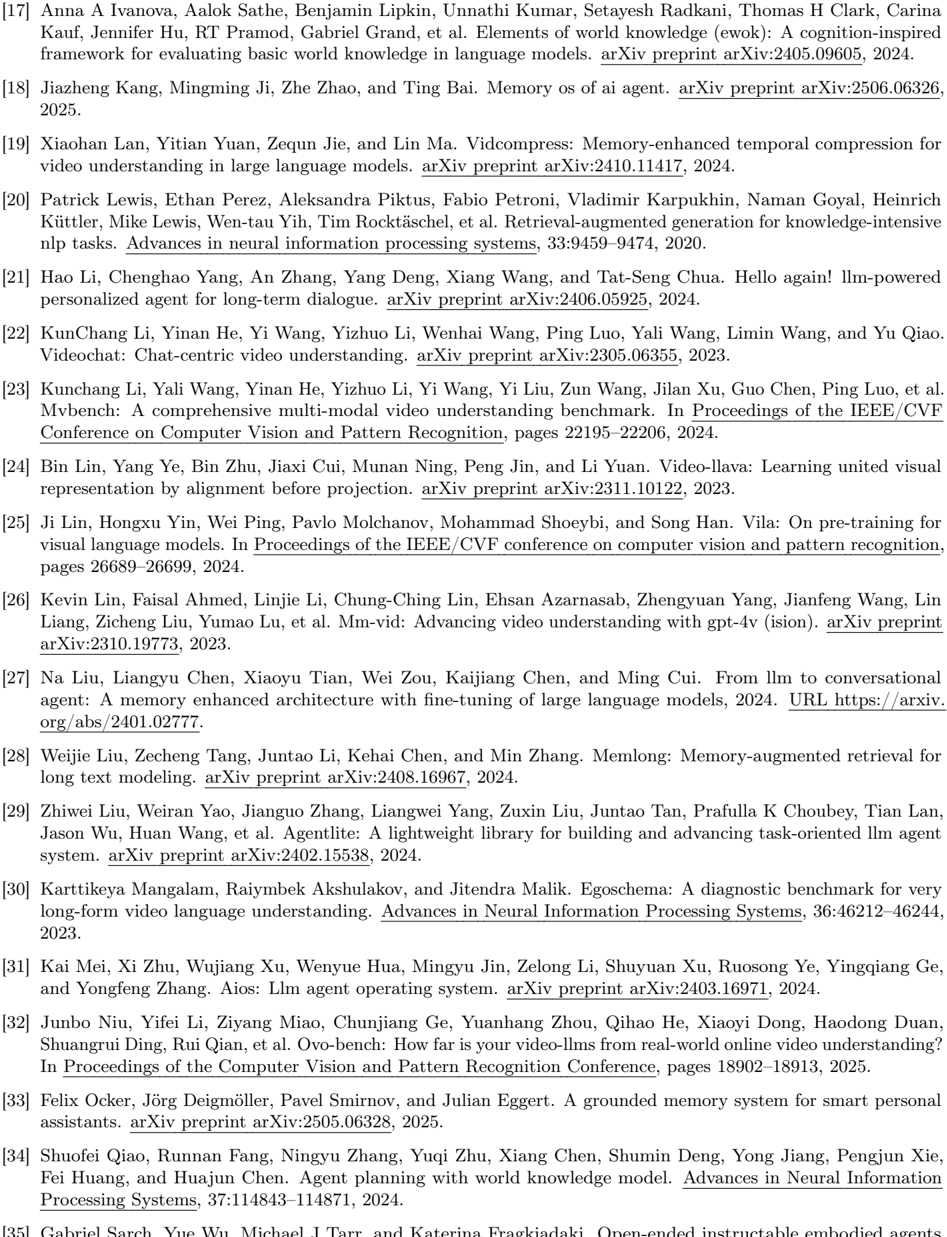 [17] Anna A Ivanova, Aalok Sathe, Benjamin Lipkin, Unnathi Kumar, Setayesh Radkani, Thomas H Clark, Carina
Kauf, Jennifer Hu, RT Pramod, Gabriel Grand, et al. Elements of world knowledge (ewok): A cognition-inspired
framework for evaluating basic world knowledge in language models. arXiv preprint arXiv:2405.09605, 2024.
[18] Jiazheng Kang, Mingming Ji, Zhe Zhao, and Ting Bai. Memory os of ai agent. arXiv preprint arXiv:2506.06326,
2025.
[19] Xiaohan Lan, Yitian Yuan, Zequn Jie, and Lin Ma. Vidcompress: Memory-enhanced temporal compression for
video understanding in large language models. arXiv preprint arXiv:2410.11417, 2024.
[20] Patrick Lewis, Ethan Perez, Aleksandra Piktus, Fabio Petroni, Vladimir Karpukhin, Naman Goyal, Heinrich
Küttler, Mike Lewis, Wen-tau Yih, Tim Rocktäschel, et al. Retrieval-augmented generation for knowledge-intensive
nlp tasks. Advances in neural information processing systems, 33:9459–9474, 2020.
[21] Hao Li, Chenghao Yang, An Zhang, Yang Deng, Xiang Wang, and Tat-Seng Chua. Hello again! llm-powered
personalized agent for long-term dialogue. arXiv preprint arXiv:2406.05925, 2024.
[22] KunChang Li, Yinan He, Yi Wang, Yizhuo Li, Wenhai Wang, Ping Luo, Yali Wang, Limin Wang, and Yu Qiao.
Videochat: Chat-centric video understanding. arXiv preprint arXiv:2305.06355, 2023.
[23] Kunchang Li, Yali Wang, Yinan He, Yizhuo Li, Yi Wang, Yi Liu, Zun Wang, Jilan Xu, Guo Chen, Ping Luo, et al.
Mvbench: A comprehensive multi-modal video understanding benchmark. In Proceedings of the IEEE/CVF
Conference on Computer Vision and Pattern Recognition, pages 22195–22206, 2024.
[24] Bin Lin, Yang Ye, Bin Zhu, Jiaxi Cui, Munan Ning, Peng Jin, and Li Yuan. Video-llava: Learning united visual
representation by alignment before projection. arXiv preprint arXiv:2311.10122, 2023.
[25] Ji Lin, Hongxu Yin, Wei Ping, Pavlo Molchanov, Mohammad Shoeybi, and Song Han. Vila: On pre-training for
visual language models. In Proceedings of the IEEE/CVF conference on computer vision and pattern recognition,
pages 26689–26699, 2024.
[26] Kevin Lin, Faisal Ahmed, Linjie Li, Chung-Ching Lin, Ehsan Azarnasab, Zhengyuan Yang, Jianfeng Wang, Lin
Liang, Zicheng Liu, Yumao Lu, et al. Mm-vid: Advancing video understanding with gpt-4v (ision). arXiv preprint
arXiv:2310.19773, 2023.
[27] Na Liu, Liangyu Chen, Xiaoyu Tian, Wei Zou, Kaijiang Chen, and Ming Cui. From llm to conversational
agent: A memory enhanced architecture with fine-tuning of large language models, 2024. URL https://arxiv.
org/abs/2401.02777.
[28] Weijie Liu, Zecheng Tang, Juntao Li, Kehai Chen, and Min Zhang. Memlong: Memory-augmented retrieval for
long text modeling. arXiv preprint arXiv:2408.16967, 2024.
[29] Zhiwei Liu, Weiran Yao, Jianguo Zhang, Liangwei Yang, Zuxin Liu, Juntao Tan, Prafulla K Choubey, Tian Lan,
Jason Wu, Huan Wang, et al. Agentlite: A lightweight library for building and advancing task-oriented llm agent
system. arXiv preprint arXiv:2402.15538, 2024.
[30] Karttikeya Mangalam, Raiymbek Akshulakov, and Jitendra Malik. Egoschema: A diagnostic benchmark for very
long-form video language understanding. Advances in Neural Information Processing Systems, 36:46212–46244,
2023.
[31] Kai Mei, Xi Zhu, Wujiang Xu, Wenyue Hua, Mingyu Jin, Zelong Li, Shuyuan Xu, Ruosong Ye, Yingqiang Ge,
and Yongfeng Zhang. Aios: Llm agent operating system. arXiv preprint arXiv:2403.16971, 2024.
[32] Junbo Niu, Yifei Li, Ziyang Miao, Chunjiang Ge, Yuanhang Zhou, Qihao He, Xiaoyi Dong, Haodong Duan,
Shuangrui Ding, Rui Qian, et al. Ovo-bench: How far is your video-llms from real-world online video understanding?
In Proceedings of the Computer Vision and Pattern Recognition Conference, pages 18902–18913, 2025.
[33] Felix Ocker, Jörg Deigmöller, Pavel Smirnov, and Julian Eggert. A grounded memory system for smart personal
assistants. arXiv preprint arXiv:2505.06328, 2025.
[34] Shuofei Qiao, Runnan Fang, Ningyu Zhang, Yuqi Zhu, Xiang Chen, Shumin Deng, Yong Jiang, Pengjun Xie,
Fei Huang, and Huajun Chen. Agent planning with world knowledge model. Advances in Neural Information
Processing Systems, 37:114843–114871, 2024.
[35] Gabriel Sarch, Yue Wu, Michael J Tarr, and Katerina Fragkiadaki. Open-ended instructable embodied agents